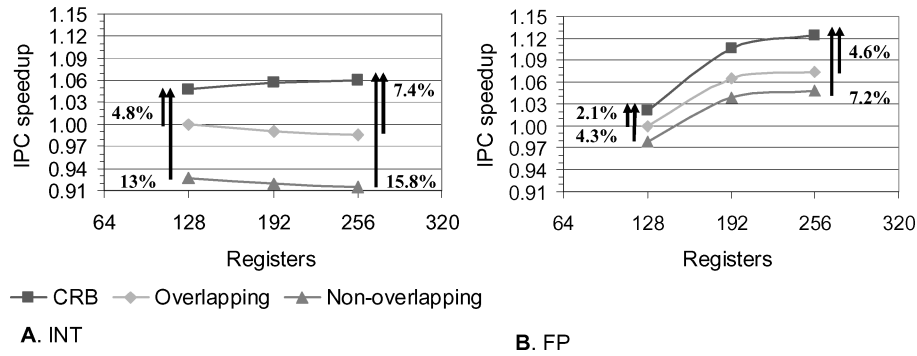 IPC speedup
1.15
1.12
1.09
1.06
1.03
1.00
0.97
0.94
0.91
4.8%
13%
7.4%
15.8%
64 128 192 256 320
Registers
IPC speedup
1.15
1.12
1.09
1.06
1.03
1.00
0.97
0.94
0.91
2.1%
4.3%
4.6%
7.2%
64 128 192 256 320
Registers
CRB Overlapping Non-overlapping
A. INT
B. FP